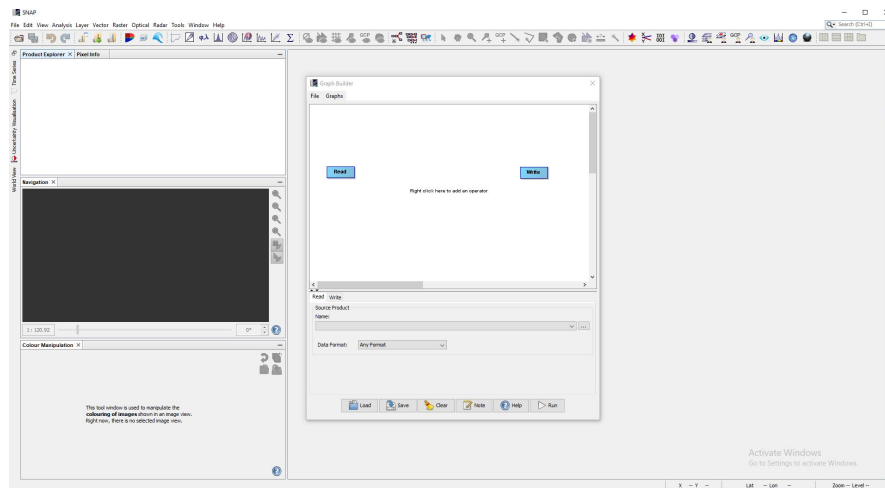 SNAP
File Edit View Analysis Layer Vector Raster Optical Radar Tools Window Help
Search (Ctrl+I)
Product Explorer × Pixel Info
Time Series
Uncertainty Visualisation
World View
Navigation ×
1 : 120.92
0°
Colour Manipulation ×
This tool window is used to manipulate the
colouring of images shown in an image view.
Right now, there is no selected image view.
Graph Builder
File Graphs
Read
Write
Right click here to add an operator
Read Write
Source Product
Name:
Data Format: Any Format
Load Save Clear Note Help Run
Activate Windows
Go to Settings to activate Windows.
X -- Y -- Lat -- Lon -- Zoom -- Level --